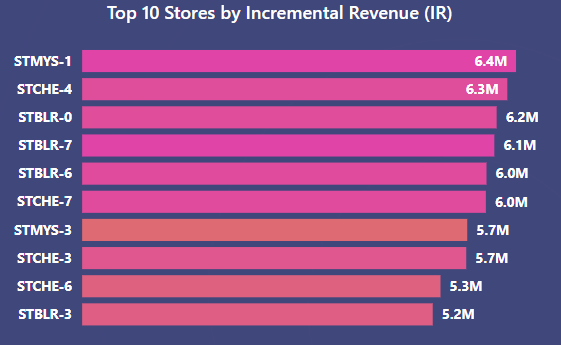 Top 10 Stores by Incremental Revenue (IR)
STMYS-1 6.4M
STCHE-4 6.3M
STBLR-0 6.2M
STBLR-7 6.1M
STBLR-6 6.0M
STCHE-7 6.0M
STMYS-3 5.7M
STCHE-3 5.7M
STCHE-6 5.3M
STBLR-3 5.2M